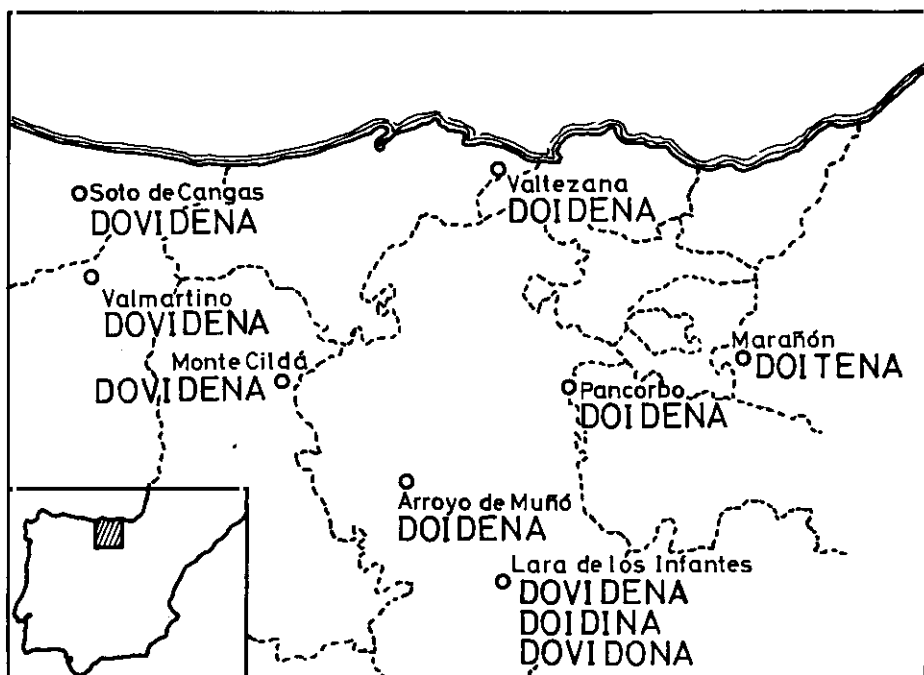 Soto de Cangas
DOVIDENA
Valtezana
DOIDENA
Valmartino
DOVIDENA
Monte Cildá
DOVIDENA
Marañón
DOITENA
Pancorbo
DOIDENA
Arroyo de Muñó
DOIDENA
Lara de los Infantes
DOVIDENA
DOIDINA
DOVIDONA